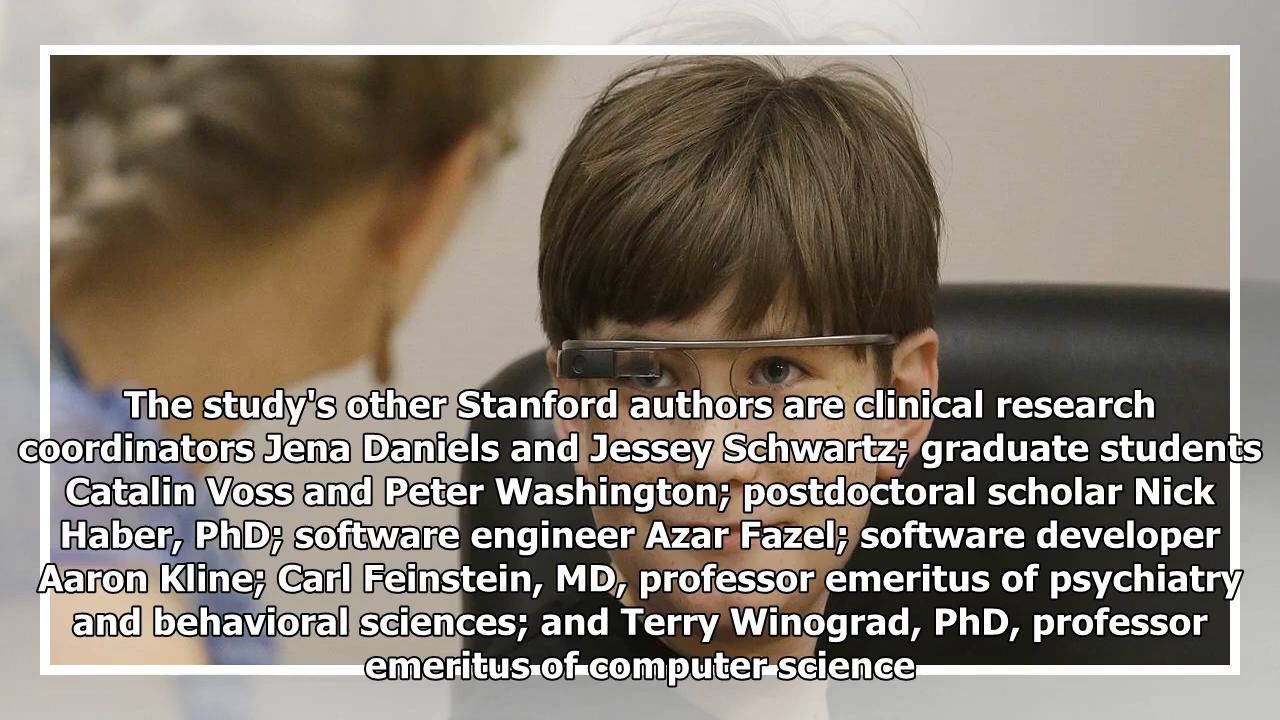 The study's other Stanford authors are clinical research
coordinators Jena Daniels and Jessey Schwartz; graduate students
Catalin Voss and Peter Washington; postdoctoral scholar Nick
Haber, PhD; software engineer Azar Fazel; software developer
Aaron Kline; Carl Feinstein, MD, professor emeritus of psychiatry
and behavioral sciences; and Terry Winograd, PhD, professor
emeritus of computer science